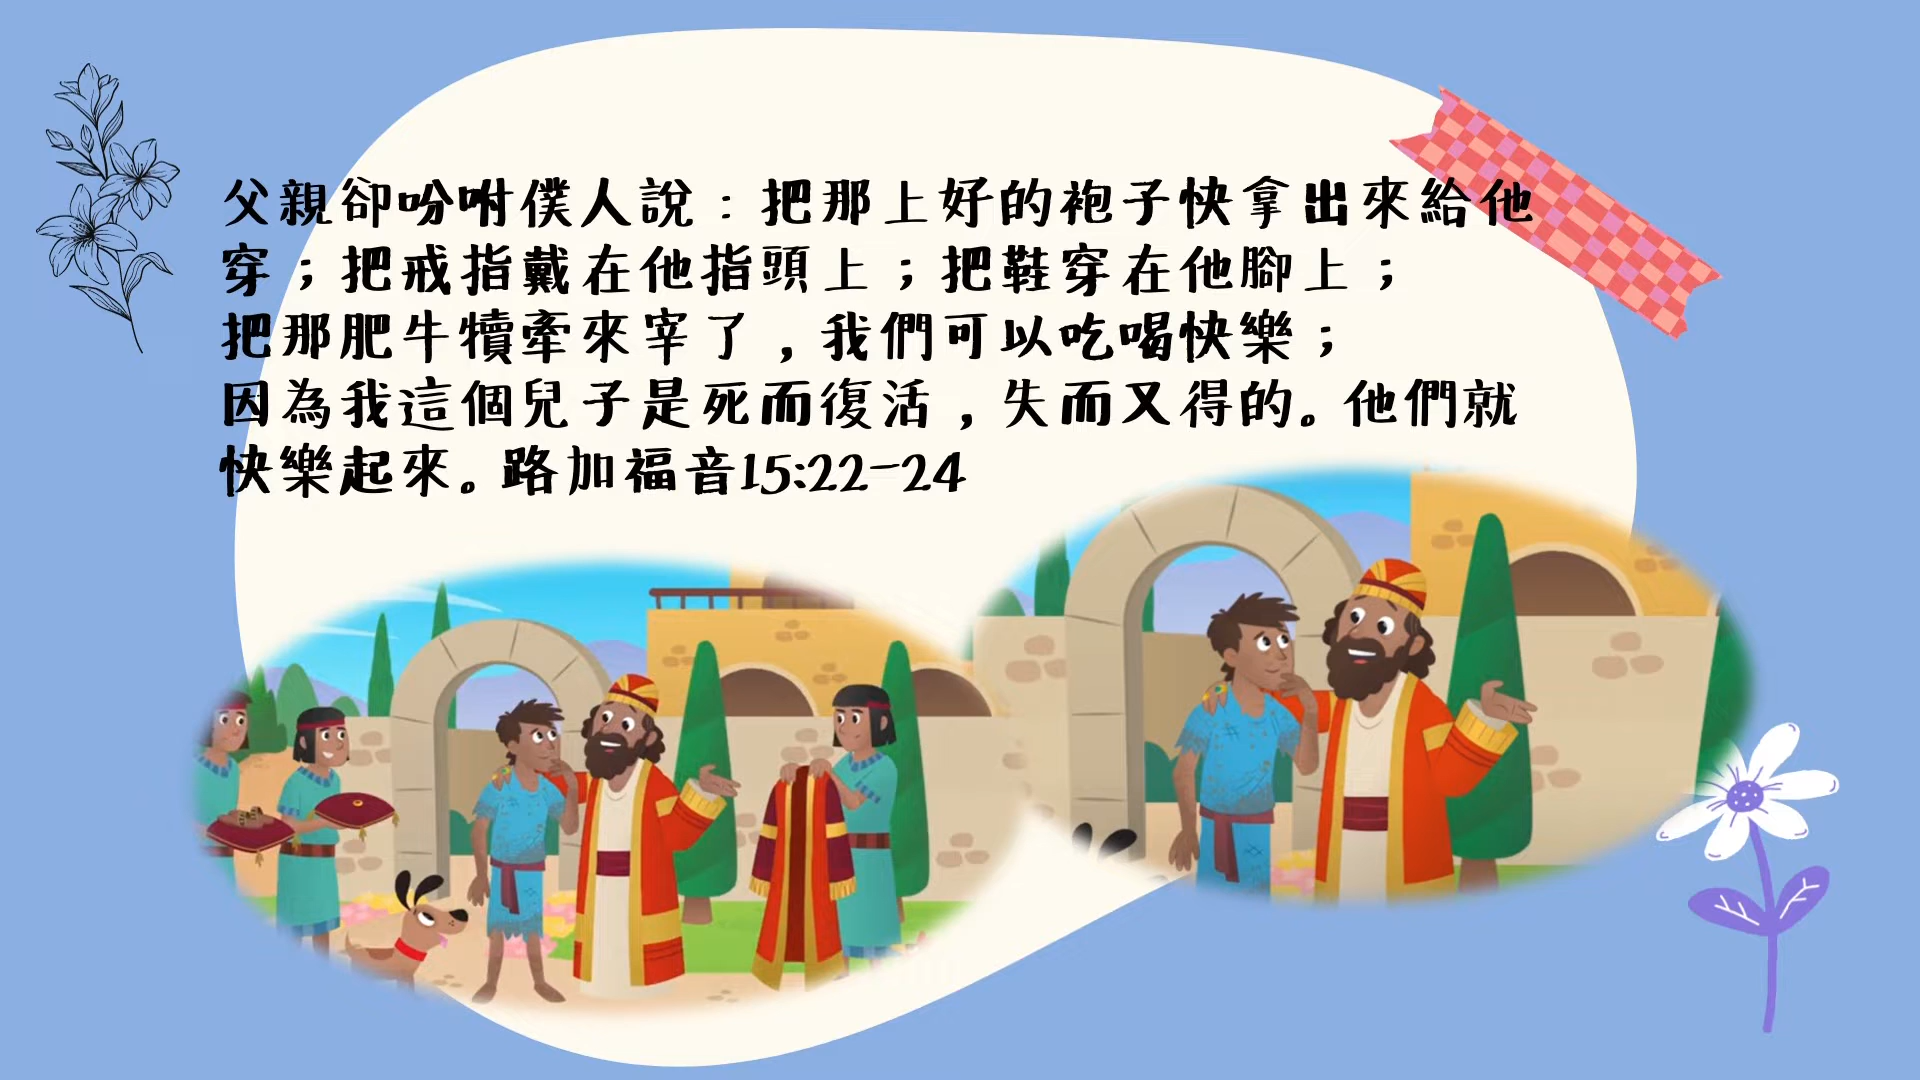 父親卻吩咐僕人說：把那上好的袍子快拿出來給他
穿；把戒指戴在他指頭上；把鞋穿在他腳上；
把那肥牛犢牽來宰了，我們可以吃喝快樂；
因為我這個兒子是死而復活，失而又得的。他們就
快樂起來。路加福音15:22-24